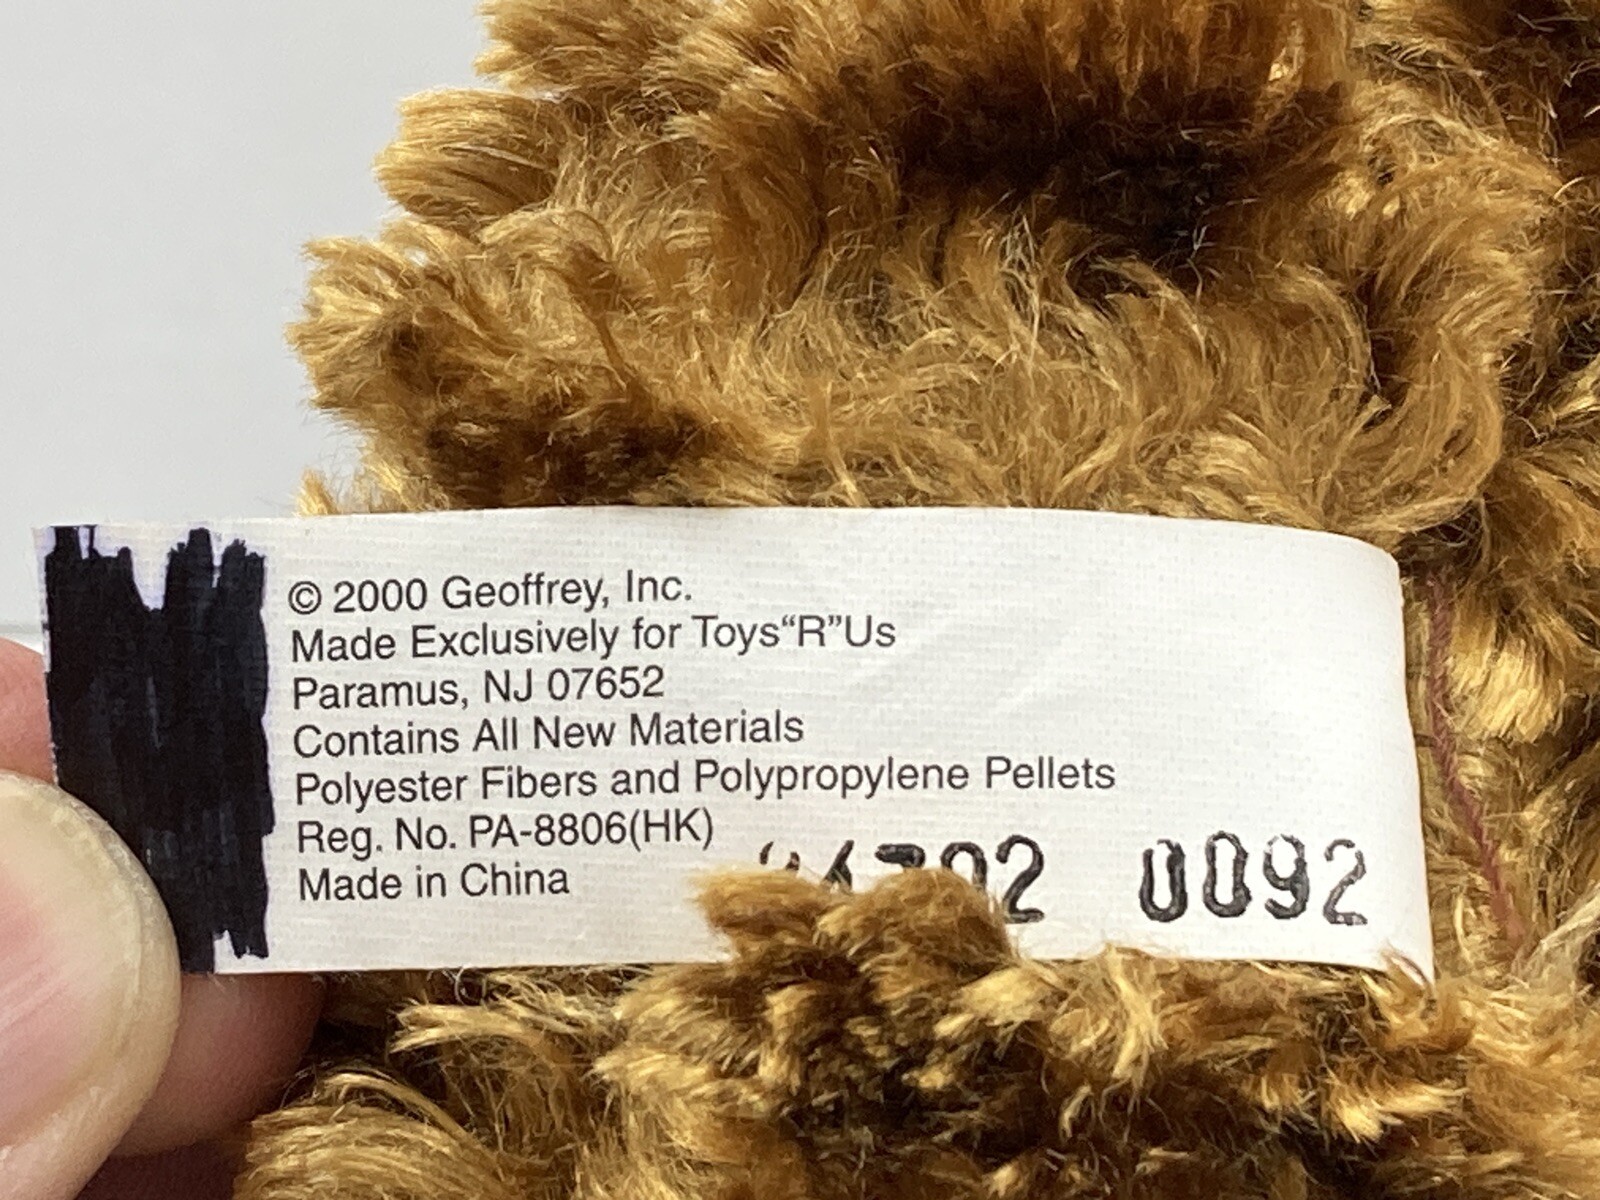 © 2000 Geoffrey, Inc.
Made Exclusively for Toys“R”Us
Paramus, NJ 07652
Contains All New Materials
Polyester Fibers and Polypropylene Pellets
Reg. No. PA-8806(HK)
Made in China
0092